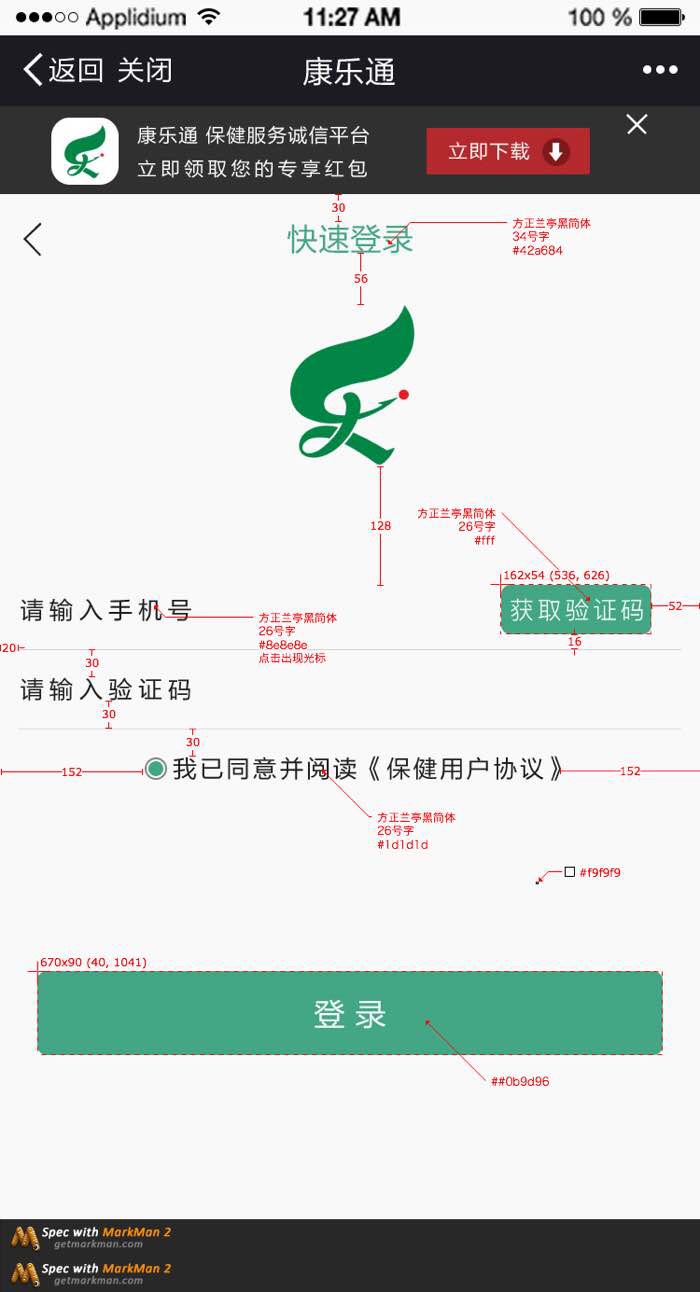 Applidium 11:27 AM 100 %
返回 关闭 康乐通
康乐通 保健服务诚信平台
立即领取您的专享红包
立即下载
30
快速登录
方正兰亭黑简体
34号字
#42a684
56
128
方正兰亭黑简体
26号字
#fff
162x54 (536, 626)
请输入手机号
获取验证码
52
方正兰亭黑简体
26号字
#8e8e8e
点击出现光标
16
20
30
请输入验证码
30
30
152
我已同意并阅读《保健用户协议》
152
方正兰亭黑简体
26号字
#1d1d1d
#f9f9f9
670x90 (40, 1041)
登录
##0b9d96
Spec with MarkMan 2
getmarkman.com
Spec with MarkMan 2
getmarkman.com